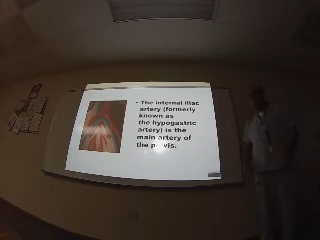 • The internal iliac
artery (formerly
known as
the hypogastric
artery) is the
main artery of
the pelvis.